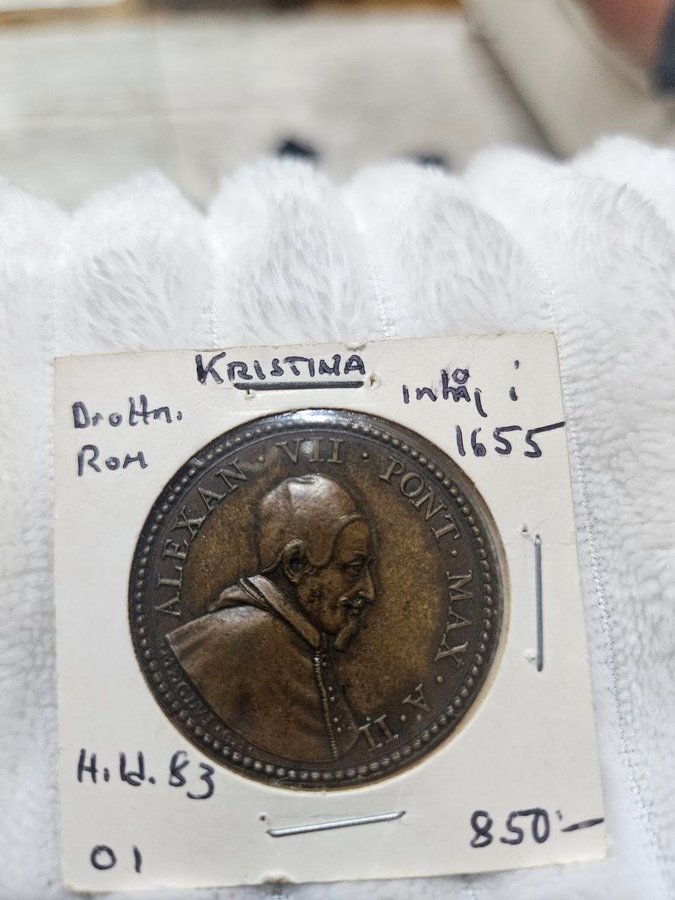 KRISTINA
Drottn. intåg i
Rom 1655
ALEXAN · VII · PONT · MAX · A · II
Hild. 83
01 850:-